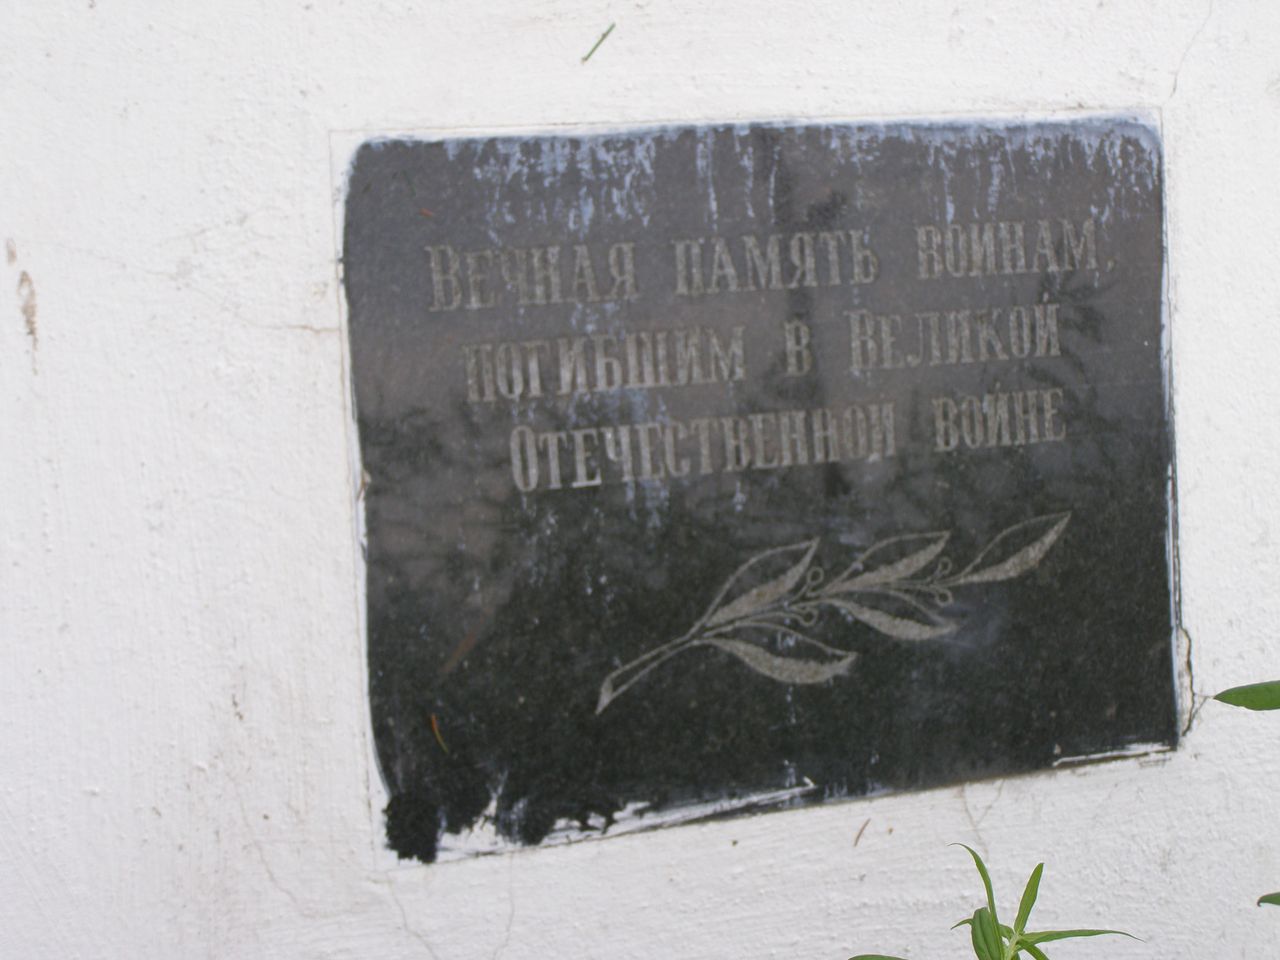 Вечная память воинам,
погибшим в Великой
Отечественной войне